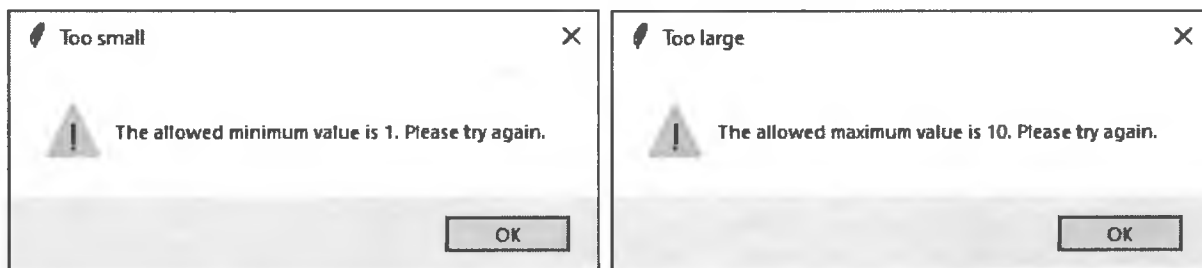 Too small
The allowed minimum value is 1. Please try again.
OK
Too large
The allowed maximum value is 10. Please try again.
OK